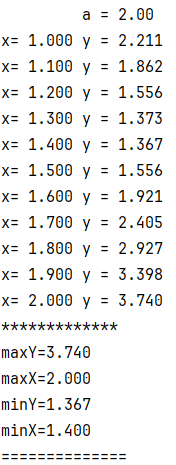 a = 2.00
x= 1.000 y = 2.211
x= 1.100 y = 1.862
x= 1.200 y = 1.556
x= 1.300 y = 1.373
x= 1.400 y = 1.367
x= 1.500 y = 1.556
x= 1.600 y = 1.921
x= 1.700 y = 2.405
x= 1.800 y = 2.927
x= 1.900 y = 3.398
x= 2.000 y = 3.740
*************
maxY=3.740
maxX=2.000
minY=1.367
minX=1.400
==============